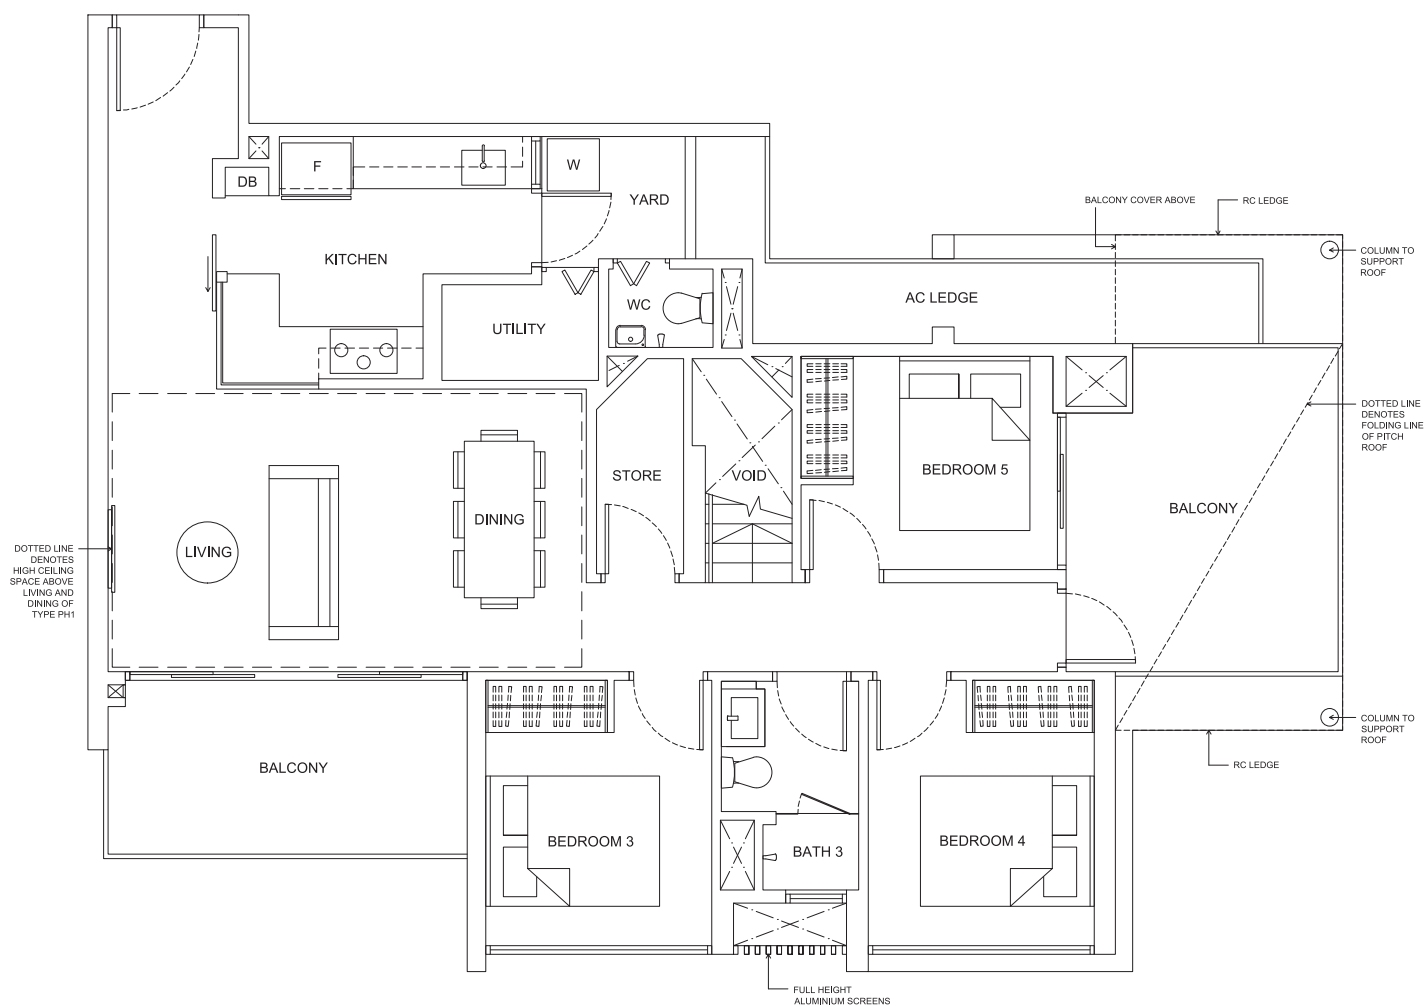 F
W
DB
YARD
BALCONY COVER ABOVE
RC LEDGE
COLUMN TO
SUPPORT
ROOF
KITCHEN
WC
AC LEDGE
UTILITY
DOTTED LINE
DENOTES
FOLDING LINE
OF PITCH
ROOF
STORE
VOID
BEDROOM 5
BALCONY
DINING
LIVING
DOTTED LINE
DENOTES
HIGH CEILING
SPACE ABOVE
LIVING AND
DINING OF
TYPE PH1
COLUMN TO
SUPPORT
ROOF
RC LEDGE
BALCONY
BEDROOM 3
BATH 3
BEDROOM 4
FULL HEIGHT
ALUMINIUM SCREENS